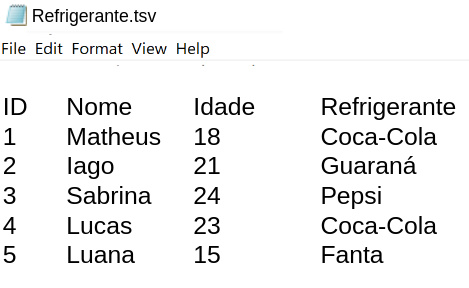 Refrigerante.tsv
File Edit Format View Help
ID Nome Idade Refrigerante
1 Matheus 18 Coca-Cola
2 Iago 21 Guaraná
3 Sabrina 24 Pepsi
4 Lucas 23 Coca-Cola
5 Luana 15 Fanta